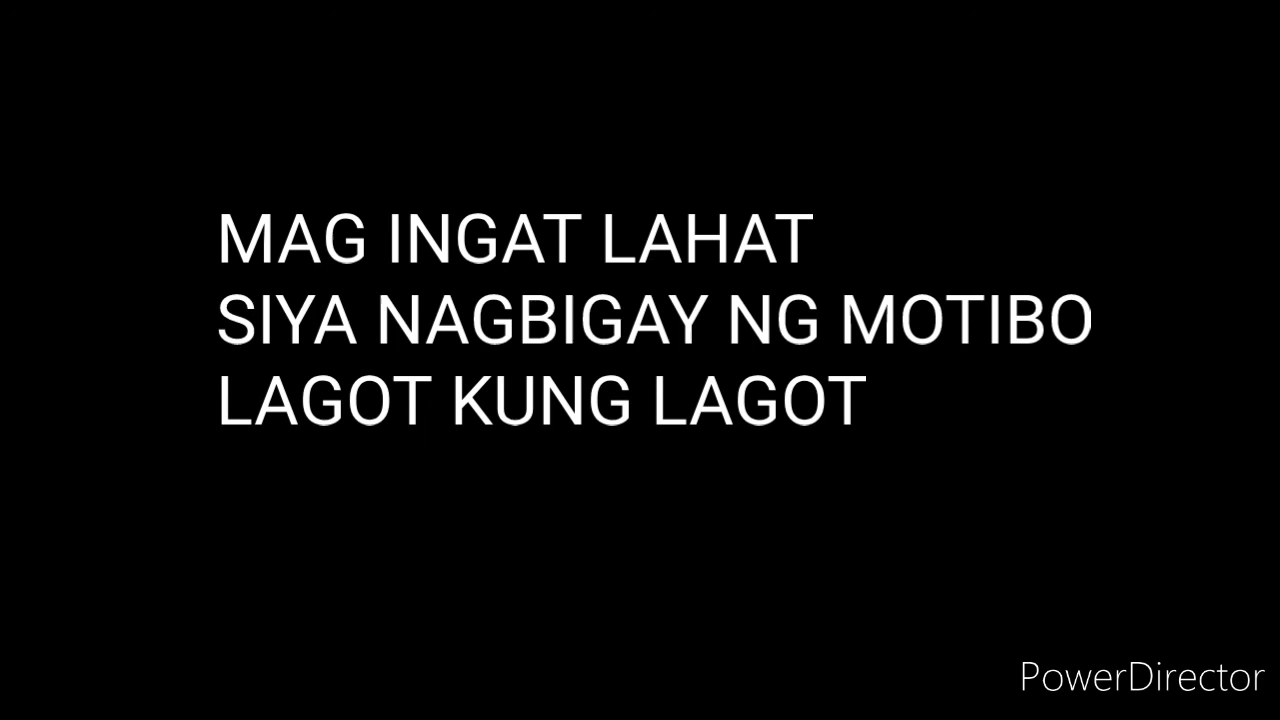 MAG INGAT LAHAT
SIYA NAGBIGAY NG MOTIBO
LAGOT KUNG LAGOT
PowerDirector